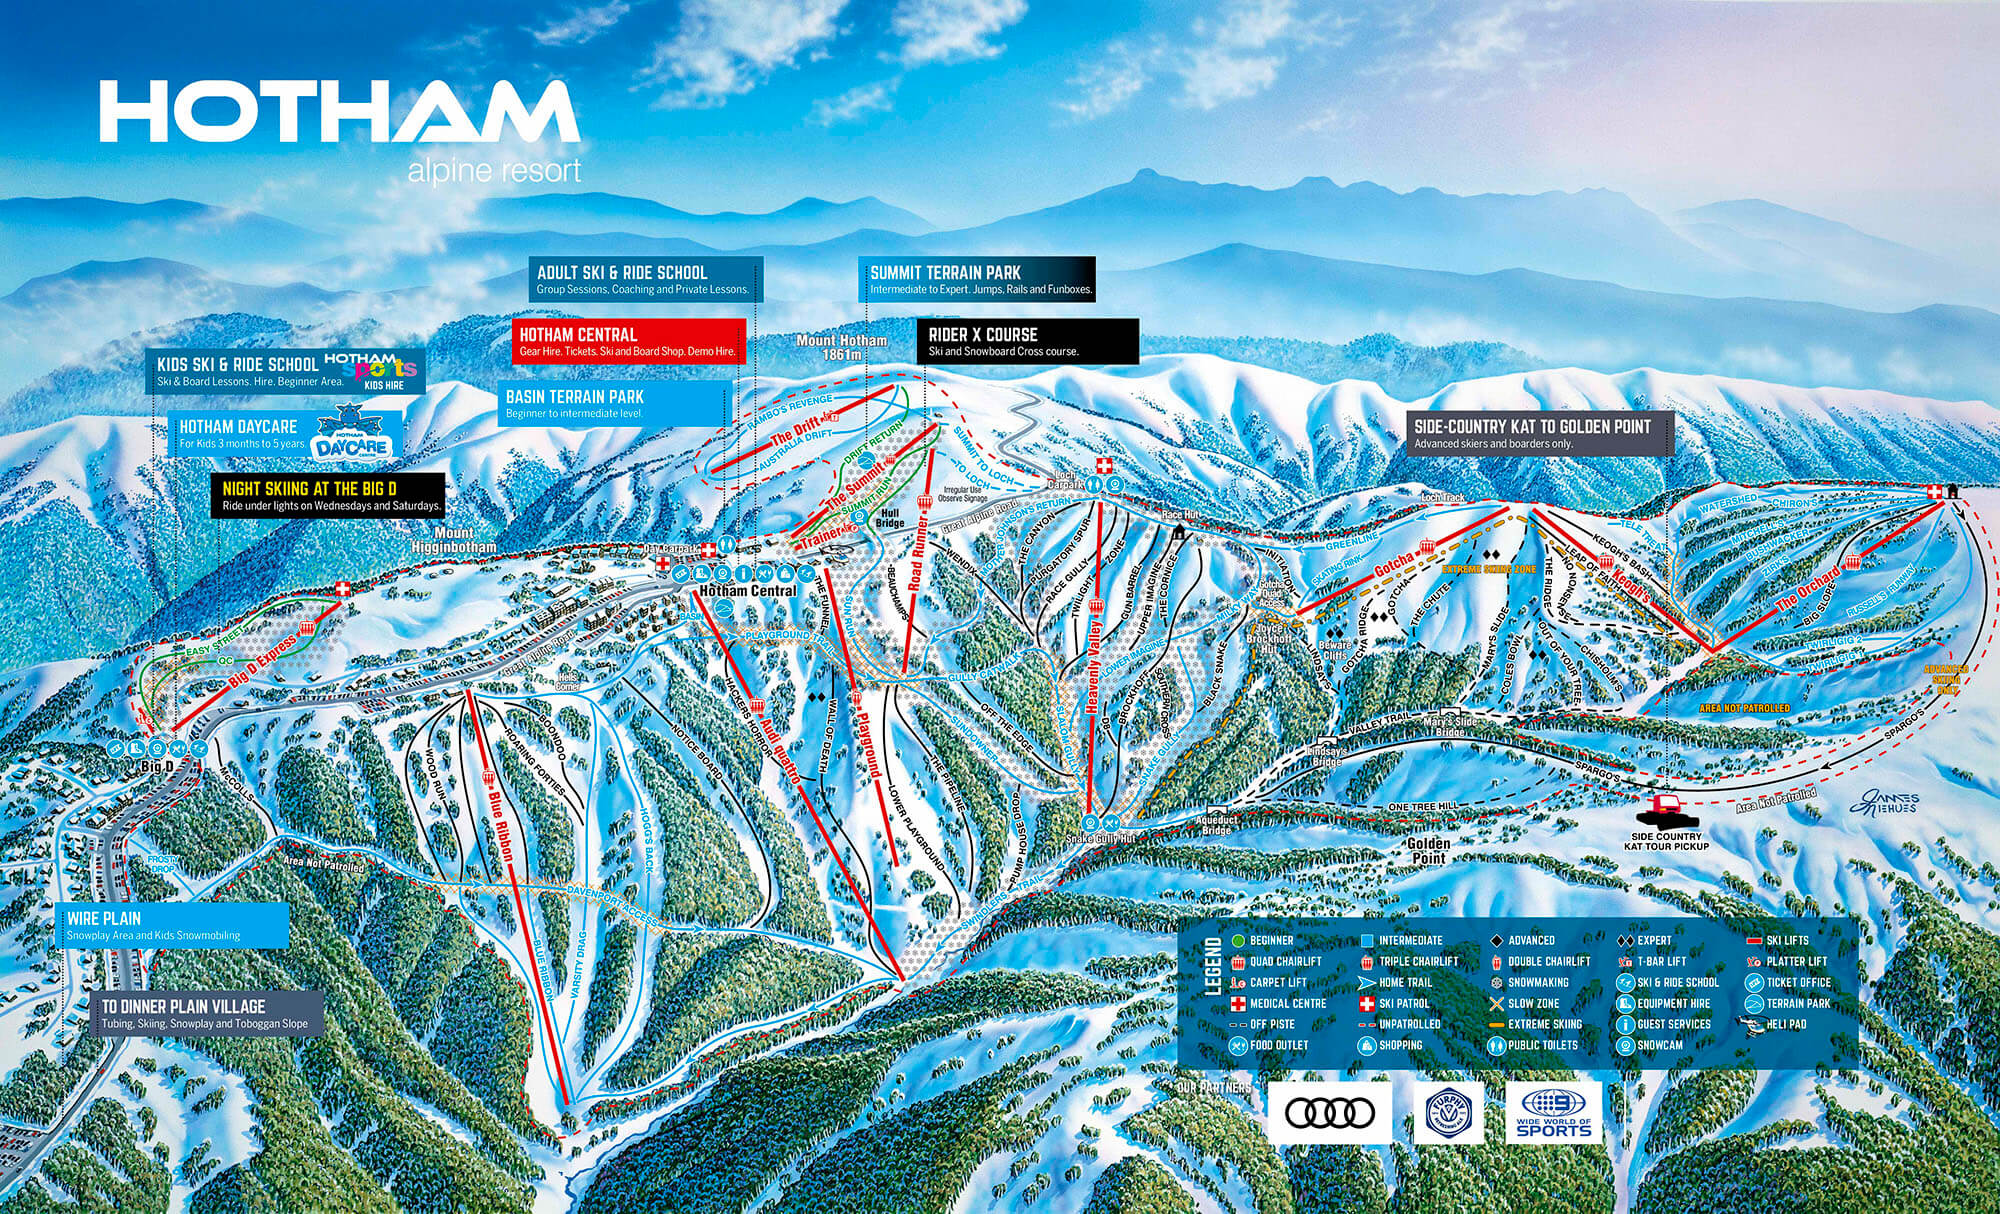 HOTHAM
alpine resort
ADULT SKI & RIDE SCHOOL
Group Sessions, Coaching and Private Lessons.
SUMMIT TERRAIN PARK
Intermediate to Expert. Jumps, Rails and Funboxes.
HOTHAM CENTRAL
Gear Hire. Tickets. Ski and Board Shop. Demo Hire.
Mount Hotham
1861m
RIDER X COURSE
Ski and Snowboard Cross course.
KIDS SKI & RIDE SCHOOL
Ski & Board Lessons. Hire. Beginner Area.
HOTHAM
sports
KIDS HIRE
BASIN TERRAIN PARK
Beginner to intermediate level.
HOTHAM DAYCARE
For Kids 3 months to 5 years.
HOTHAM
DAYCARE
SIDE-COUNTRY KAT TO GOLDEN POINT
Advanced skiers and boarders only.
NIGHT SKIING AT THE BIG D
Ride under lights on Wednesdays and Saturdays.
Mount
Higginbotham
RAMBO'S REVENGE
The Drift
AUSTRALIA DRIFT
DRIFT RETURN
The Summit
SUMMIT RUN
SUMMIT TO LOCH
TO LOCH
Trainer
Hull
Bridge
Road Runner
Irregular Use
Observe Signage
Great Alpine Road
Loch
Carpark
Race Hut
Day Carpark
Hotham Central
BASIN
PLAYGROUND TRAIL
THE FUNNEL
SUN RUN
BEAUCHAMPS
WENDIX
MOTHER JOHNSON'S RETURN
THE CANYON
PURGATORY SPUR
RACE GULLY
TWILIGHT ZONE
GUN BARREL
UPPER IMAGINE
THE CORNICE
LOWER IMAGINE
MILKY WAY
INITIATION
Gotcha
Quad
Access
Joyce
Brockhoff
Hut
GREENLINE
Loch Track
SKATING RINK
Gotcha
EXTREME SKIING ZONE
GOTCHA
GOTCHA RIDGE
THE CHUTE
Beware
Cliffs
LINDSAY'S
MARY'S SLIDE
COLESBOWL
THE RIDGE
OUT OF YOUR TREE
NONSENSE
LEAP OF FAITH
CHISHOLM'S
Keogh's
KEOGH'S BASH
TELE TREAT
WATERSHED
CHIRON'S
BUSHWACKER
The Orchard
BIG SLOPE
RUSSELL'S RUNWAY
TWIRLIGIG 2
TWIRLIGIG 1
ADVANCED
SKIING
ONLY
AREA NOT PATROLLED
SPARGO'S
EASY STREET
QC
Big D Express
Big D
Great Alpine Road
Hells
Corner
McCOLLS
WOOD RUN
Blue Ribbon
ROARING FORTIES
BOONDOO
HOGG'S BACK
NOTICE BOARD
HACKERS HORROR
Audi quattro
WALL OF DEATH
Playground
LOWER PLAYGROUND
THE PIPELINE
SUNDOWNER
OFF THE EDGE
GULLY CANYON
SLALOM GULLY
Heavenly Valley
BROCKHOFF
BLACK SNAKE
SNAKE GULLY
Snake Gully Hut
PUMP HOUSE DROP
SWINDLERS TRAIL
VALLEY TRAIL
Mary's Slide
Bridge
Lindsay's
Bridge
SPARGO'S
Aqueduct
Bridge
ONE TREE HILL
Golden
Point
SIDE COUNTRY
KAT TOUR PICKUP
Area Not Patrolled
JAMES
NIEHUES
FROSTY
DROP
Area Not Patrolled
DAVENPORT ACCESS
BLUE RIBBON
VARSITY DRAG
WIRE PLAIN
Snowplay Area and Kids Snowmobiling
TO DINNER PLAIN VILLAGE
Tubing, Skiing, Snowplay and Toboggan Slope
LEGEND
BEGINNER
INTERMEDIATE
ADVANCED
EXPERT
SKI LIFTS
QUAD CHAIRLIFT
TRIPLE CHAIRLIFT
DOUBLE CHAIRLIFT
T-BAR LIFT
PLATTER LIFT
CARPET LIFT
HOME TRAIL
SNOWMAKING
SKI & RIDE SCHOOL
TICKET OFFICE
MEDICAL CENTRE
SKI PATROL
SLOW ZONE
EQUIPMENT HIRE
TERRAIN PARK
OFF PISTE
UNPATROLLED
EXTREME SKIING
GUEST SERVICES
HELI PAD
FOOD OUTLET
SHOPPING
PUBLIC TOILETS
SNOWCAM
OUR PARTNERS
FURPHY
9
WIDE WORLD OF
SPORTS